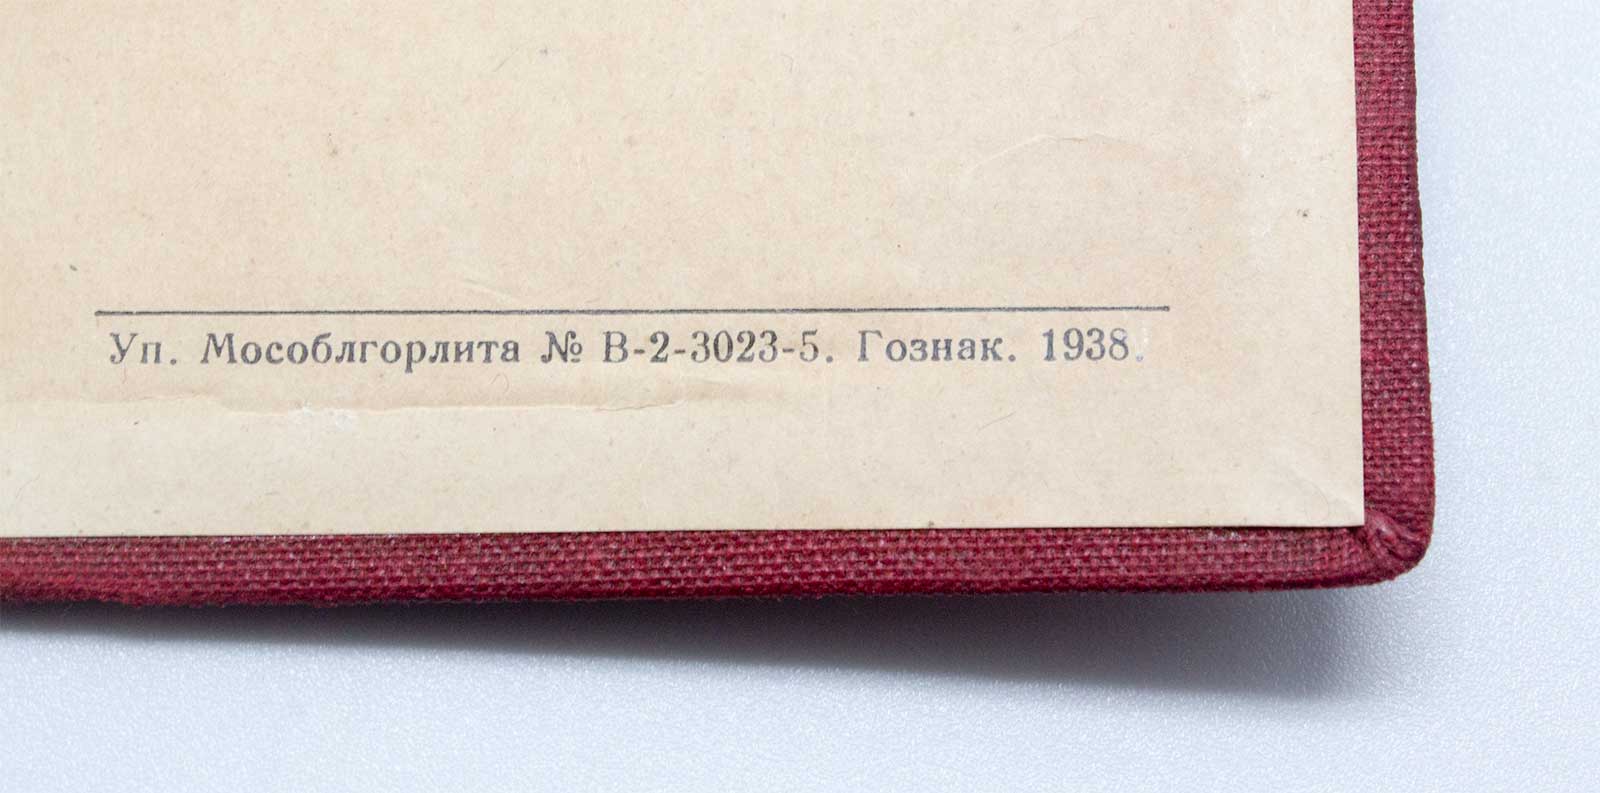 Уп. Мособлгорлита № В-2-3023-5. Гознак. 1938.